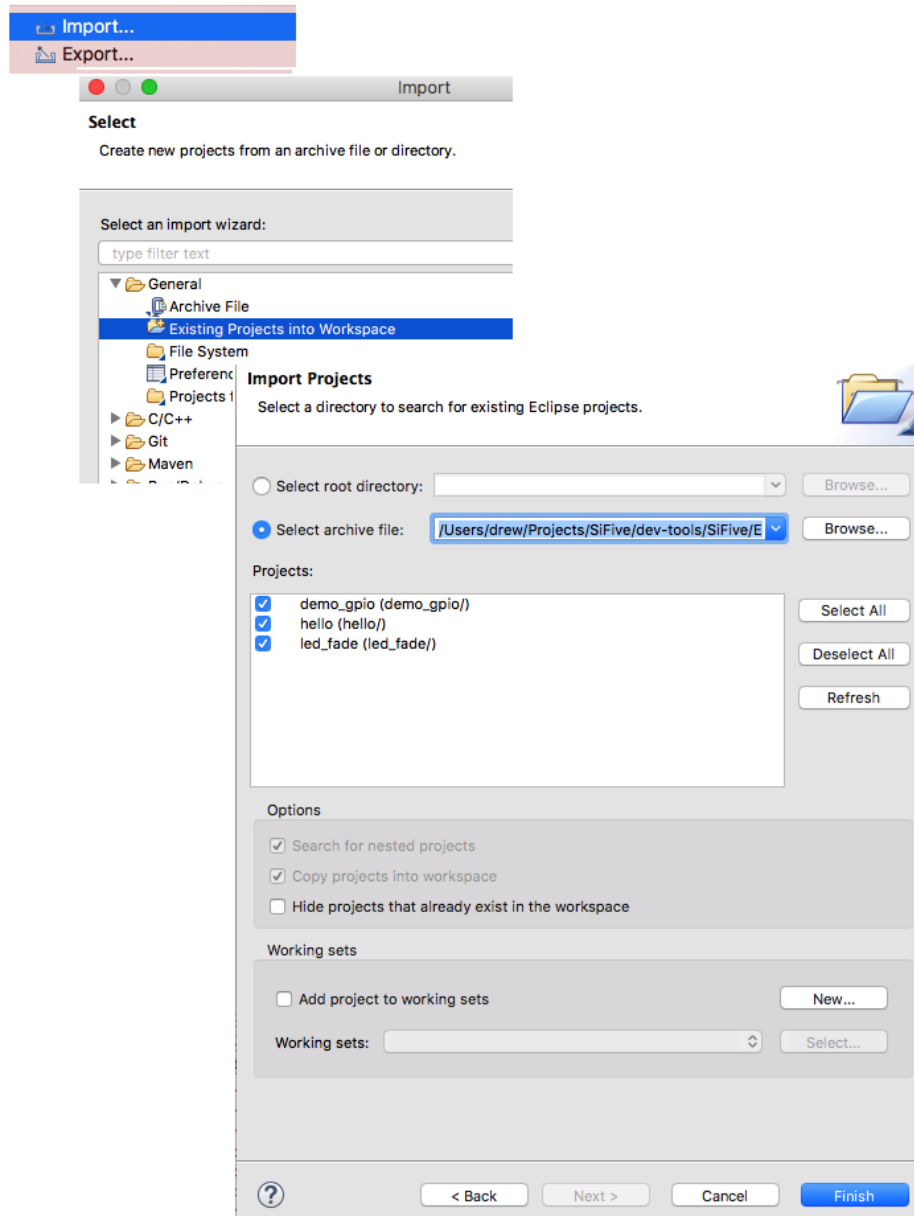 Import...
Export...
Import
Select
Create new projects from an archive file or directory.
Select an import wizard:
type filter text
General
Archive File
Existing Projects into Workspace
File System
Projects
C/C++
Git
Maven
Import Projects
Select a directory to search for existing Eclipse projects.
Select root directory: Browse...
Select archive file: /Users/drew/Projects/SiFive/dev-tools/SiFive/E Browse...
Projects:
demo_gpio (demo_gpio/)
hello (hello/)
led_fade (led_fade/)
Select All
Deselect All
Refresh
Options
Search for nested projects
Copy projects into workspace
Hide projects that already exist in the workspace
Working sets
Add project to working sets New...
Working sets: Select...
? < Back Next > Cancel Finish